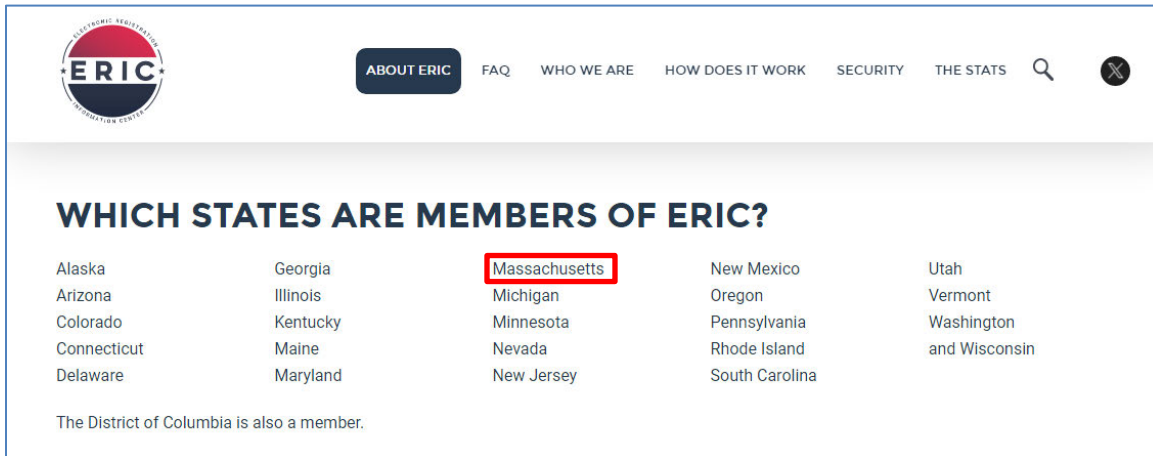 ELECTRONIC REGISTRATION
ERIC
INFORMATION CENTER
ABOUT ERIC FAQ WHO WE ARE HOW DOES IT WORK SECURITY THE STATS
WHICH STATES ARE MEMBERS OF ERIC?
Alaska Georgia Massachusetts New Mexico Utah
Arizona Illinois Michigan Oregon Vermont
Colorado Kentucky Minnesota Pennsylvania Washington
Connecticut Maine Nevada Rhode Island and Wisconsin
Delaware Maryland New Jersey South Carolina
The District of Columbia is also a member.